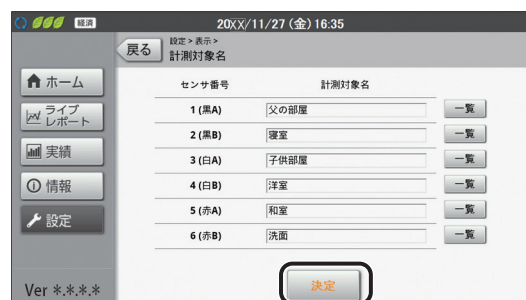 経済 20XX/11/27 (金) 16:35
戻る
設定 > 表示 >
計測対象名
ホーム
ライブ
レポート
実績
情報
設定
Ver *.*.*.*
センサ番号 計測対象名
1 (黒A) 父の部屋 一覧
2 (黒B) 寝室 一覧
3 (白A) 子供部屋 一覧
4 (白B) 洋室 一覧
5 (赤A) 和室 一覧
6 (赤B) 洗面 一覧
決定